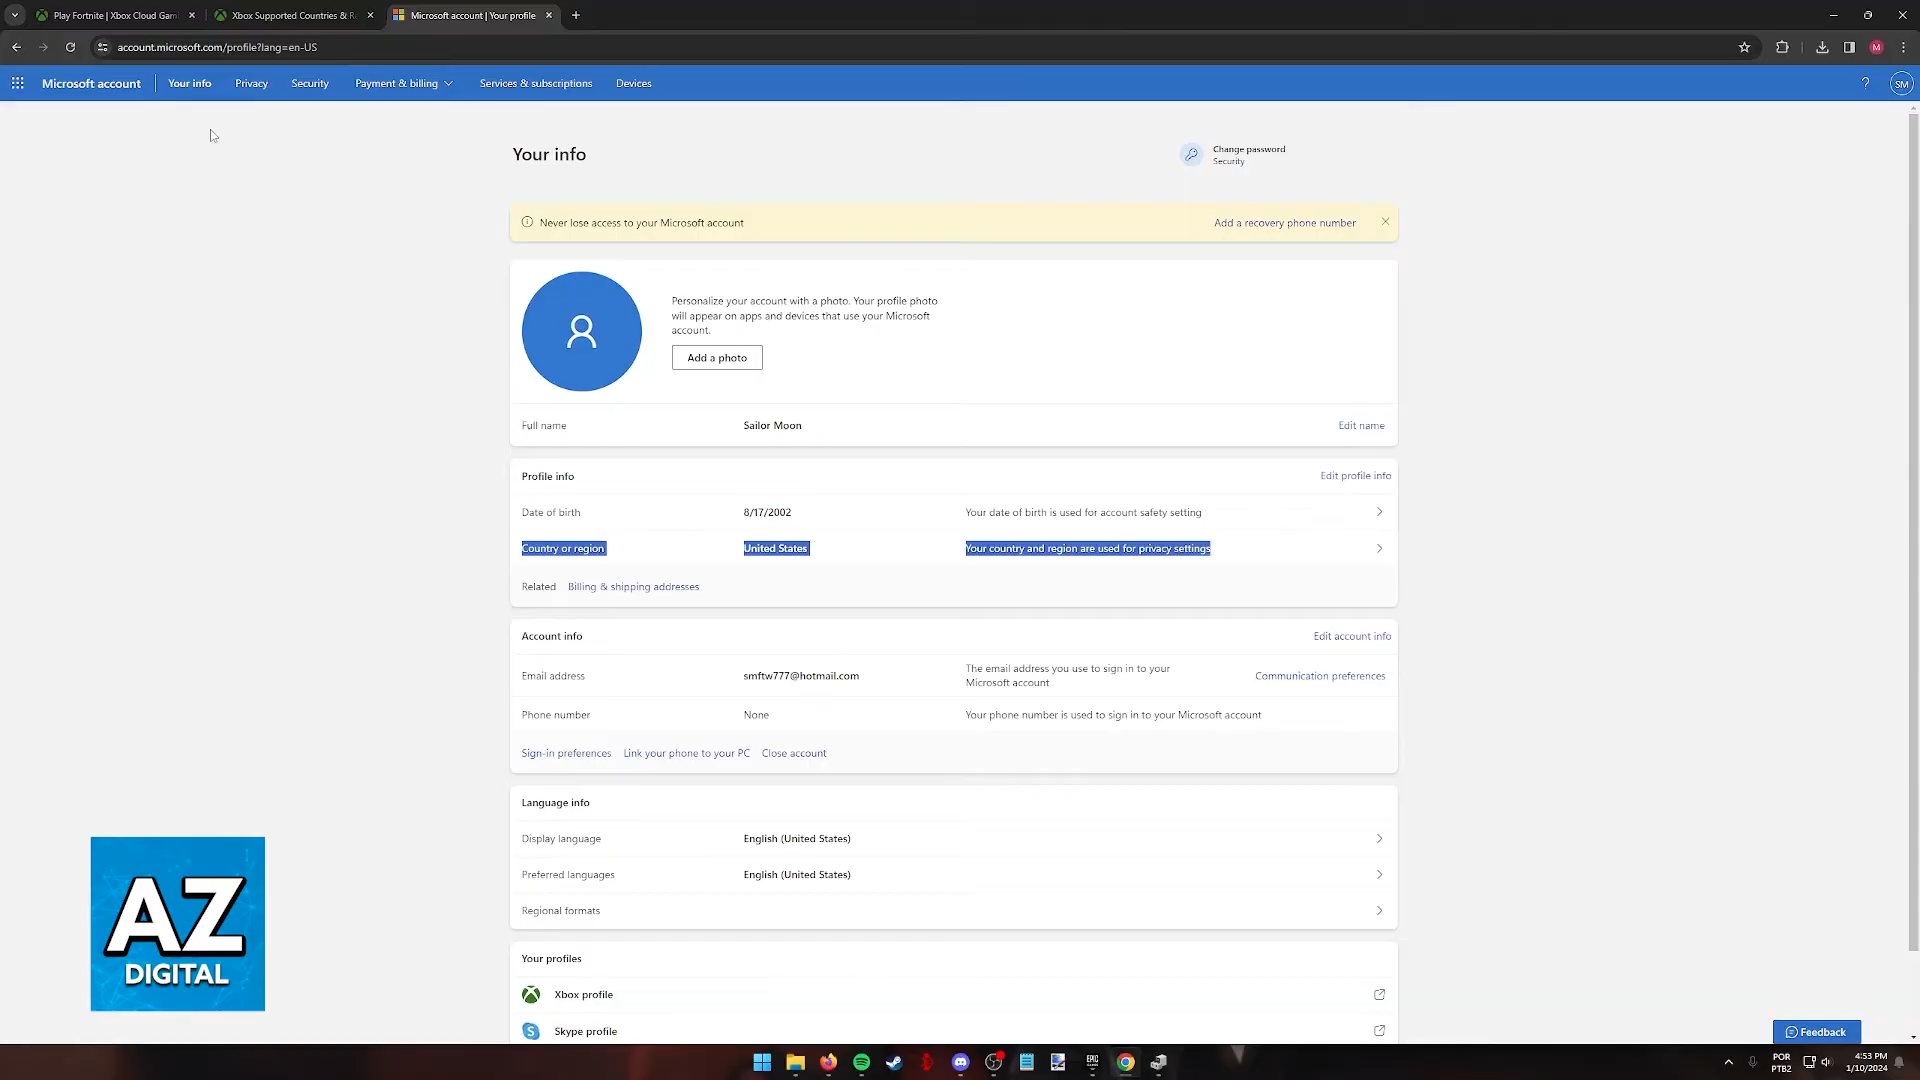 Play Fortnite | Xbox Cloud Gam
Xbox Supported Countries & Re
Microsoft account | Your profile
account.microsoft.com/profile?lang=en-US
M
Microsoft account
Your info
Privacy
Security
Payment & billing
Services & subscriptions
Devices
?
SM
Your info
Change password
Security
Never lose access to your Microsoft account
Add a recovery phone number
Personalize your account with a photo. Your profile photo
will appear on apps and devices that use your Microsoft
account.
Add a photo
Full name
Sailor Moon
Edit name
Profile info
Edit profile info
Date of birth
8/17/2002
Your date of birth is used for account safety setting
Country or region
United States
Your country and region are used for privacy settings
Related
Billing & shipping addresses
Account info
Edit account info
Email address
smftw777@hotmail.com
The email address you use to sign in to your
Microsoft account
Communication preferences
Phone number
None
Your phone number is used to sign in to your Microsoft account
Sign-in preferences
Link your phone to your PC
Close account
Language info
Display language
English (United States)
Preferred languages
English (United States)
Regional formats
Your profiles
Xbox profile
Skype profile
AZ
DIGITAL
Feedback
EPIC
POR
PTB2
4:53 PM
1/10/2024